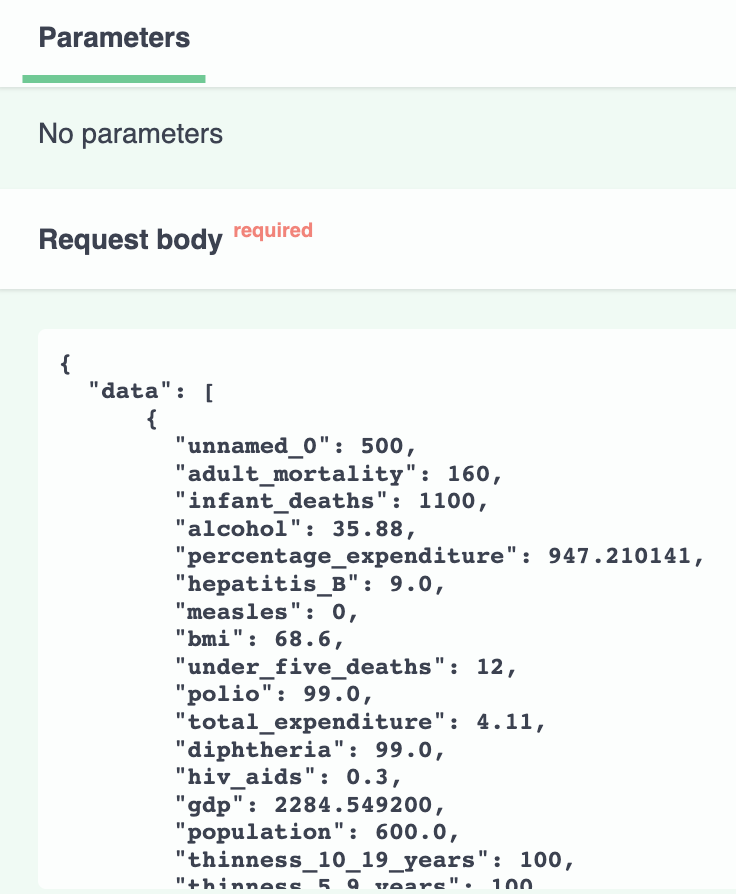 Parameters
No parameters
Request body required
{
"data": [
{
"unnamed_0": 500,
"adult_mortality": 160,
"infant_deaths": 1100,
"alcohol": 35.88,
"percentage_expenditure": 947.210141,
"hepatitis_B": 9.0,
"measles": 0,
"bmi": 68.6,
"under_five_deaths": 12,
"polio": 99.0,
"total_expenditure": 4.11,
"diphtheria": 99.0,
"hiv_aids": 0.3,
"gdp": 2284.549200,
"population": 600.0,
"thinness_10_19_years": 100,
"thinness_5_9_years": 100